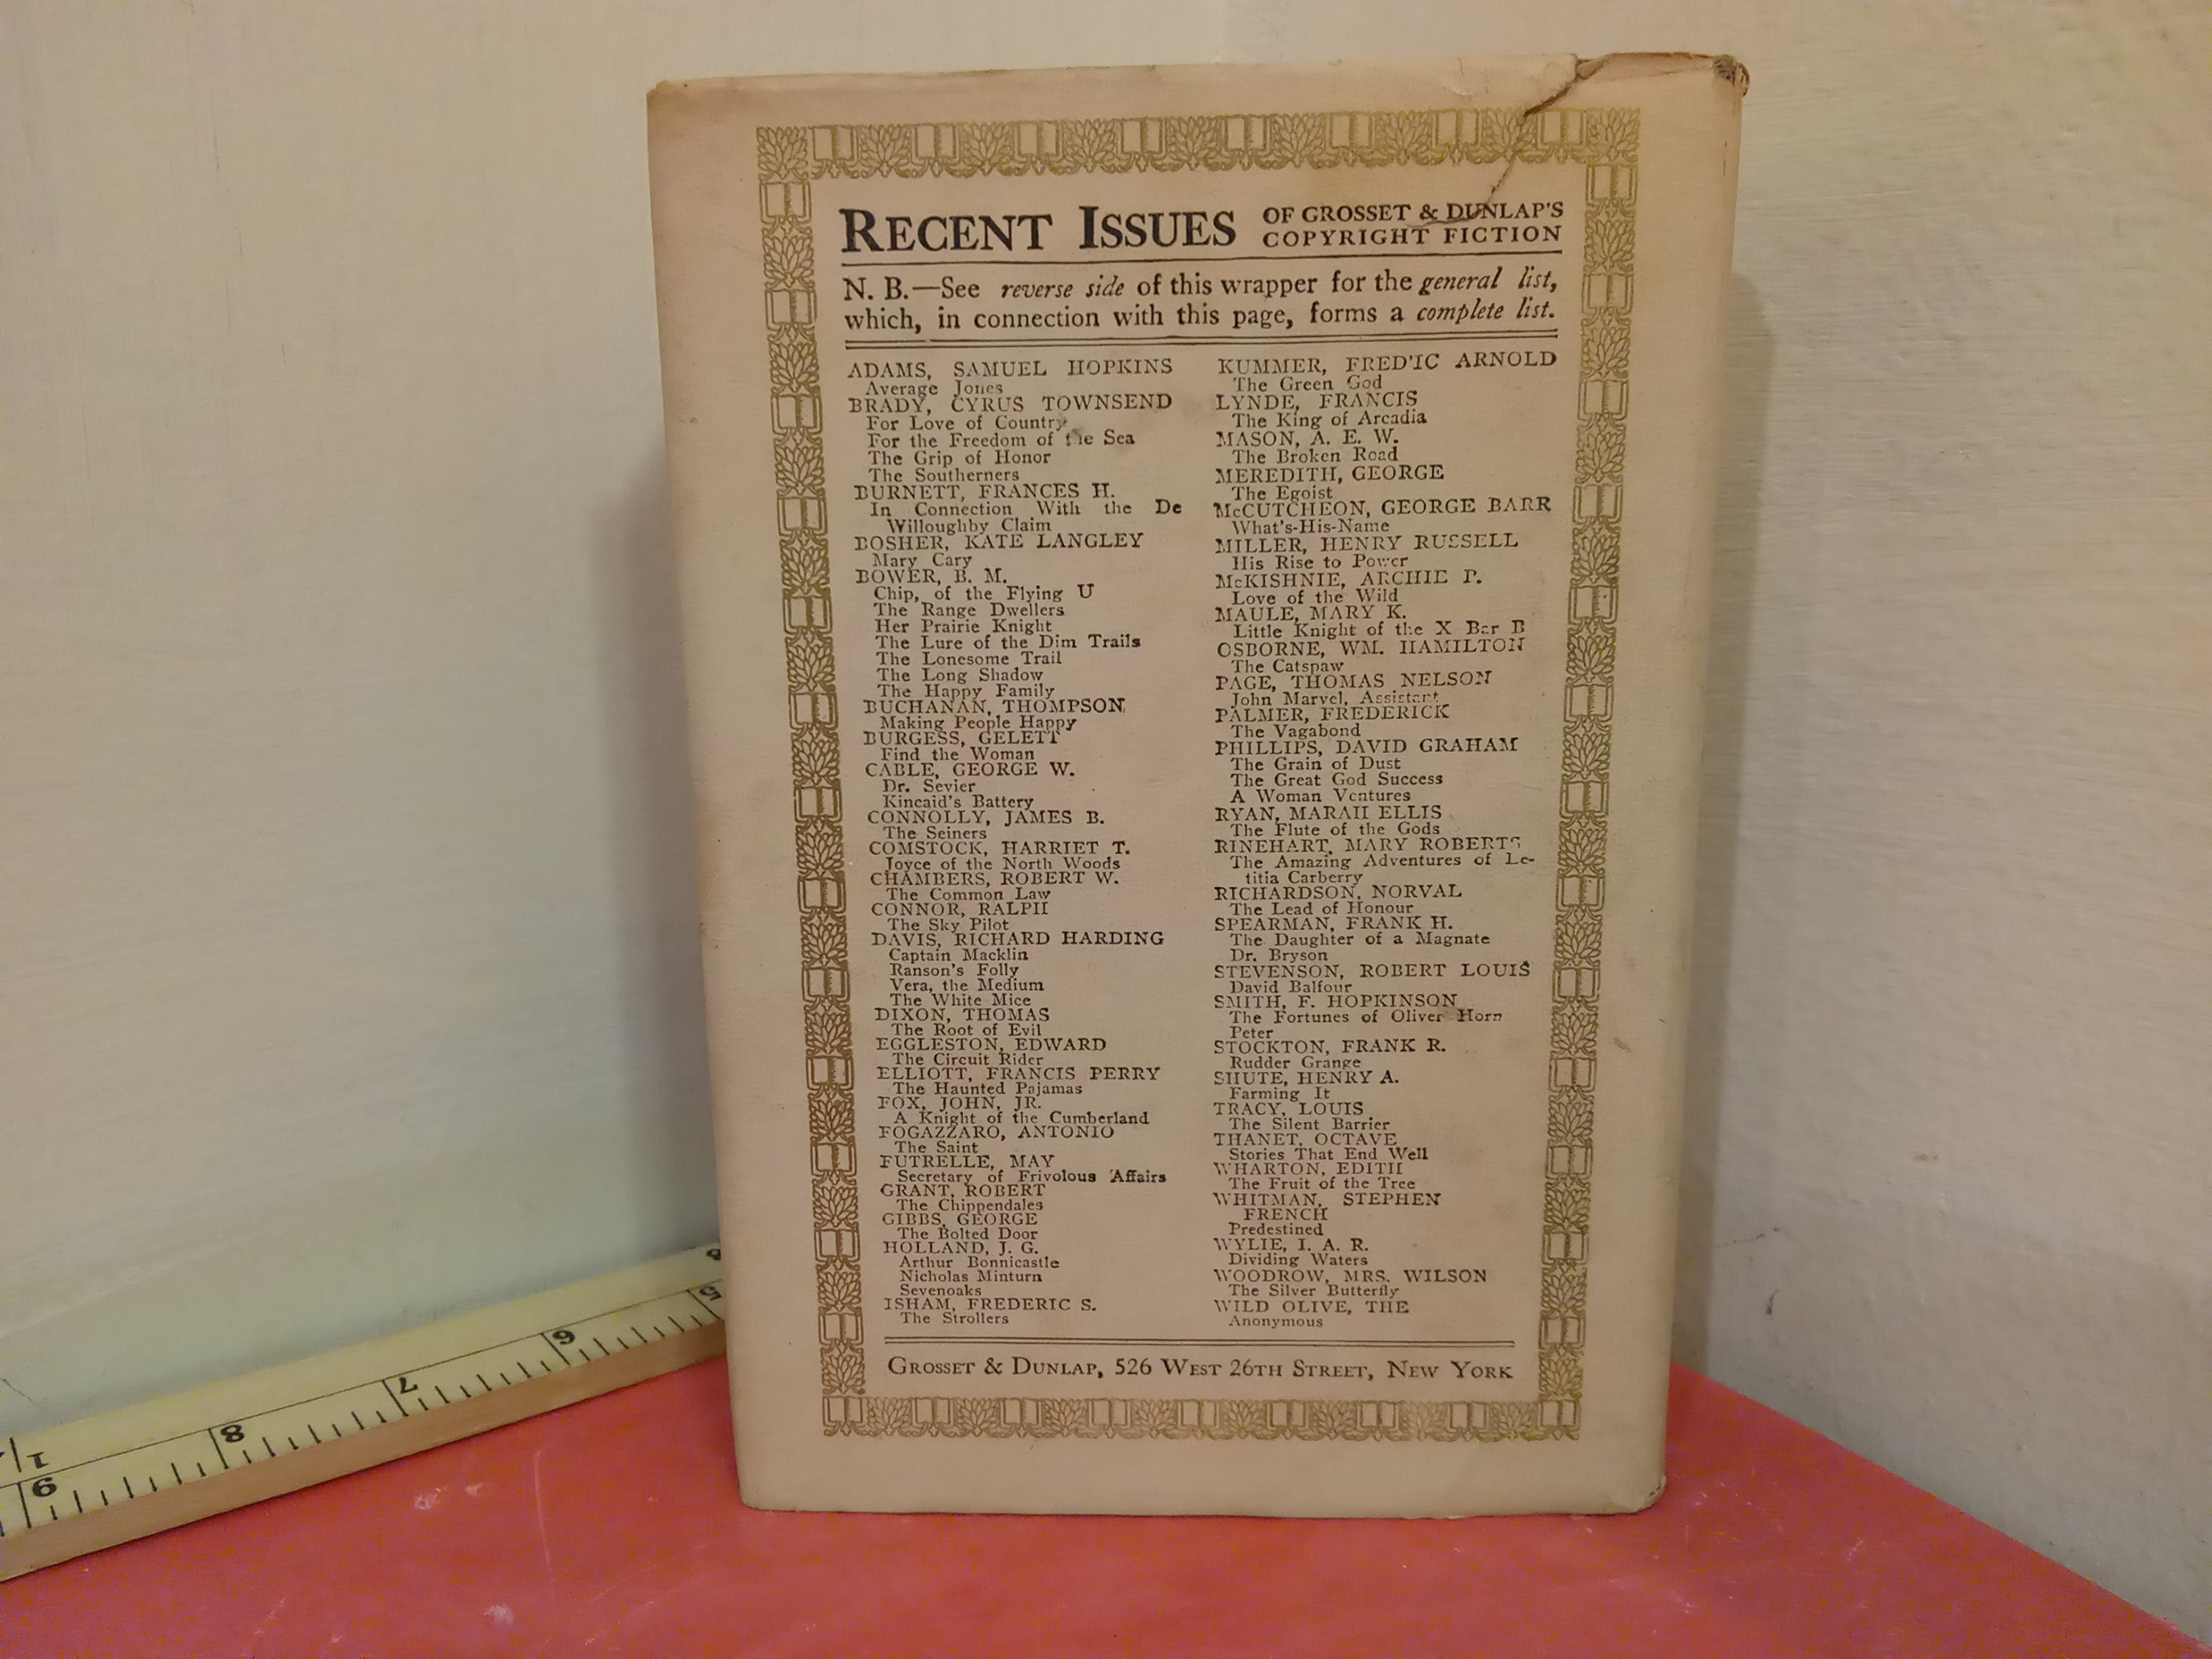 RECENT ISSUES OF GROSSET & DUNLAP'S
COPYRIGHT FICTION
N. B.—See reverse side of this wrapper for the general list,
which, in connection with this page, forms a complete list.
ADAMS, SAMUEL HOPKINS
Average Jones
BRADY, CYRUS TOWNSEND
For Love of Country
For the Freedom of the Sea
The Grip of Honor
The Southerners
BURNETT, FRANCES H.
In Connection With the De
Willoughby Claim
BOSHER, KATE LANGLEY
Mary Cary
BOWER, B. M.
Chip, of the Flying U
The Range Dwellers
Her Prairie Knight
The Lure of the Dim Trails
The Lonesome Trail
The Long Shadow
The Happy Family
BUCHANAN, THOMPSON
Making People Happy
BURGESS, GELETT
Find the Woman
CABLE, GEORGE W.
Dr. Sevier
Kincaid's Battery
CONNOLLY, JAMES B.
The Seiners
COMSTOCK, HARRIET T.
Joyce of the North Woods
CHAMBERS, ROBERT W.
The Common Law
CONNOR, RALPH
The Sky Pilot
DAVIS, RICHARD HARDING
Captain Macklin
Ranson's Folly
Vera, the Medium
The White Mice
DIXON, THOMAS
The Root of Evil
EGGLESTON, EDWARD
The Circuit Rider
ELLIOTT, FRANCIS PERRY
The Haunted Pajamas
FOX, JOHN, JR.
A Knight of the Cumberland
FOGAZZARO, ANTONIO
The Saint
FUTRELLE, MAY
Secretary of Frivolous Affairs
GRANT, ROBERT
The Chippendales
GIBBS, GEORGE
The Bolted Door
HOLLAND, J. G.
Arthur Bonnicastle
Nicholas Minturn
Sevenoaks
ISHAM, FREDERIC S.
The Strollers
KUMMER, FRED'IC ARNOLD
The Green God
LYNDE, FRANCIS
The King of Arcadia
MASON, A. E. W.
The Broken Road
MEREDITH, GEORGE
The Egoist
McCUTCHEON, GEORGE BARR
What's-His-Name
MILLER, HENRY RUSSELL
His Rise to Power
McKISHNIE, ARCHIE P.
Love of the Wild
MAULE, MARY K.
Little Knight of the X Bar B
OSBORNE, WM. HAMILTON
The Catspaw
PAGE, THOMAS NELSON
John Marvel, Assistant
PALMER, FREDERICK
The Vagabond
PHILLIPS, DAVID GRAHAM
The Grain of Dust
The Great God Success
A Woman Ventures
RYAN, MARAH ELLIS
The Flute of the Gods
RINEHART, MARY ROBERTS
The Amazing Adventures of Le-
titia Carberry
RICHARDSON, NORVAL
The Lead of Honour
SPEARMAN, FRANK H.
The Daughter of a Magnate
Dr. Bryson
STEVENSON, ROBERT LOUIS
David Balfour
SMITH, F. HOPKINSON
The Fortunes of Oliver Horn
Peter
STOCKTON, FRANK R.
Rudder Grange
SHUTE, HENRY A.
Farming It
TRACY, LOUIS
The Silent Barrier
THANET, OCTAVE
Stories That End Well
WHARTON, EDITH
The Fruit of the Tree
WHITMAN, STEPHEN
FRENCH
Predestined
WYLIE, I. A. R.
Dividing Waters
WOODROW, MRS. WILSON
The Silver Butterfly
WILD OLIVE, THE
Anonymous
GROSSET & DUNLAP, 526 WEST 26TH STREET, NEW YORK
5
6
7
8
9
1